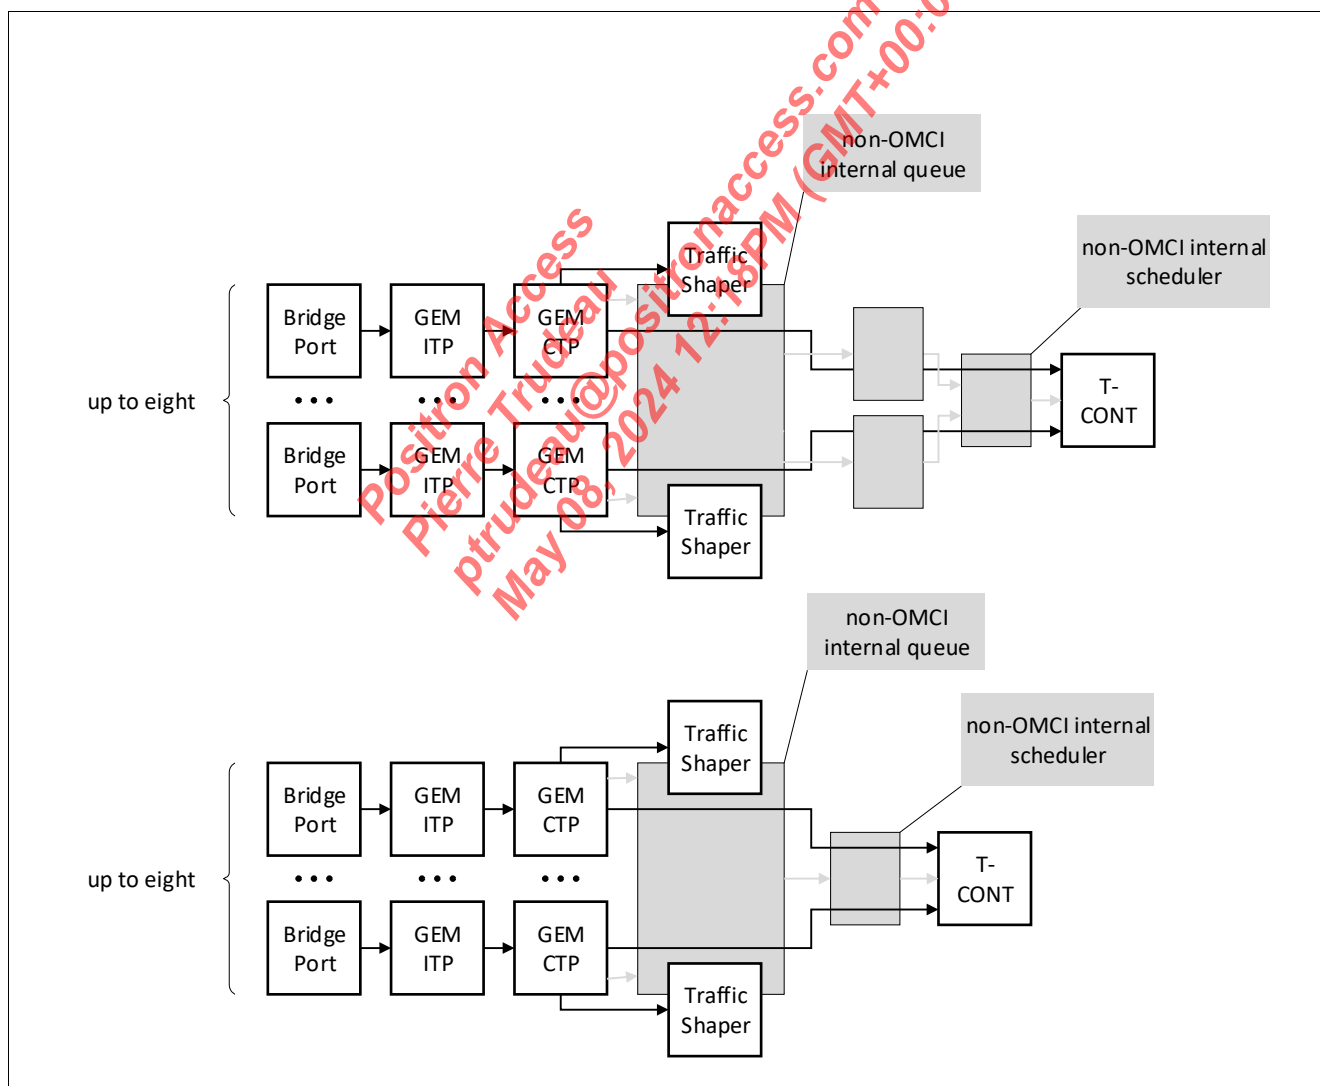 non-OMCI
internal queue
non-OMCI internal
scheduler
Traffic
Shaper
Bridge
Port
GEM
ITP
GEM
CTP
up to eight
• • •
• • •
• • •
T-
CONT
Bridge
Port
GEM
ITP
GEM
CTP
Traffic
Shaper
Positron Access
Pierre Trudeau
ptrudeau@positronaccess.com
May 08, 2024 12:18PM (GMT+00:0
non-OMCI
internal queue
non-OMCI internal
scheduler
Traffic
Shaper
Bridge
Port
GEM
ITP
GEM
CTP
up to eight
• • •
• • •
• • •
T-
CONT
Bridge
Port
GEM
ITP
GEM
CTP
Traffic
Shaper